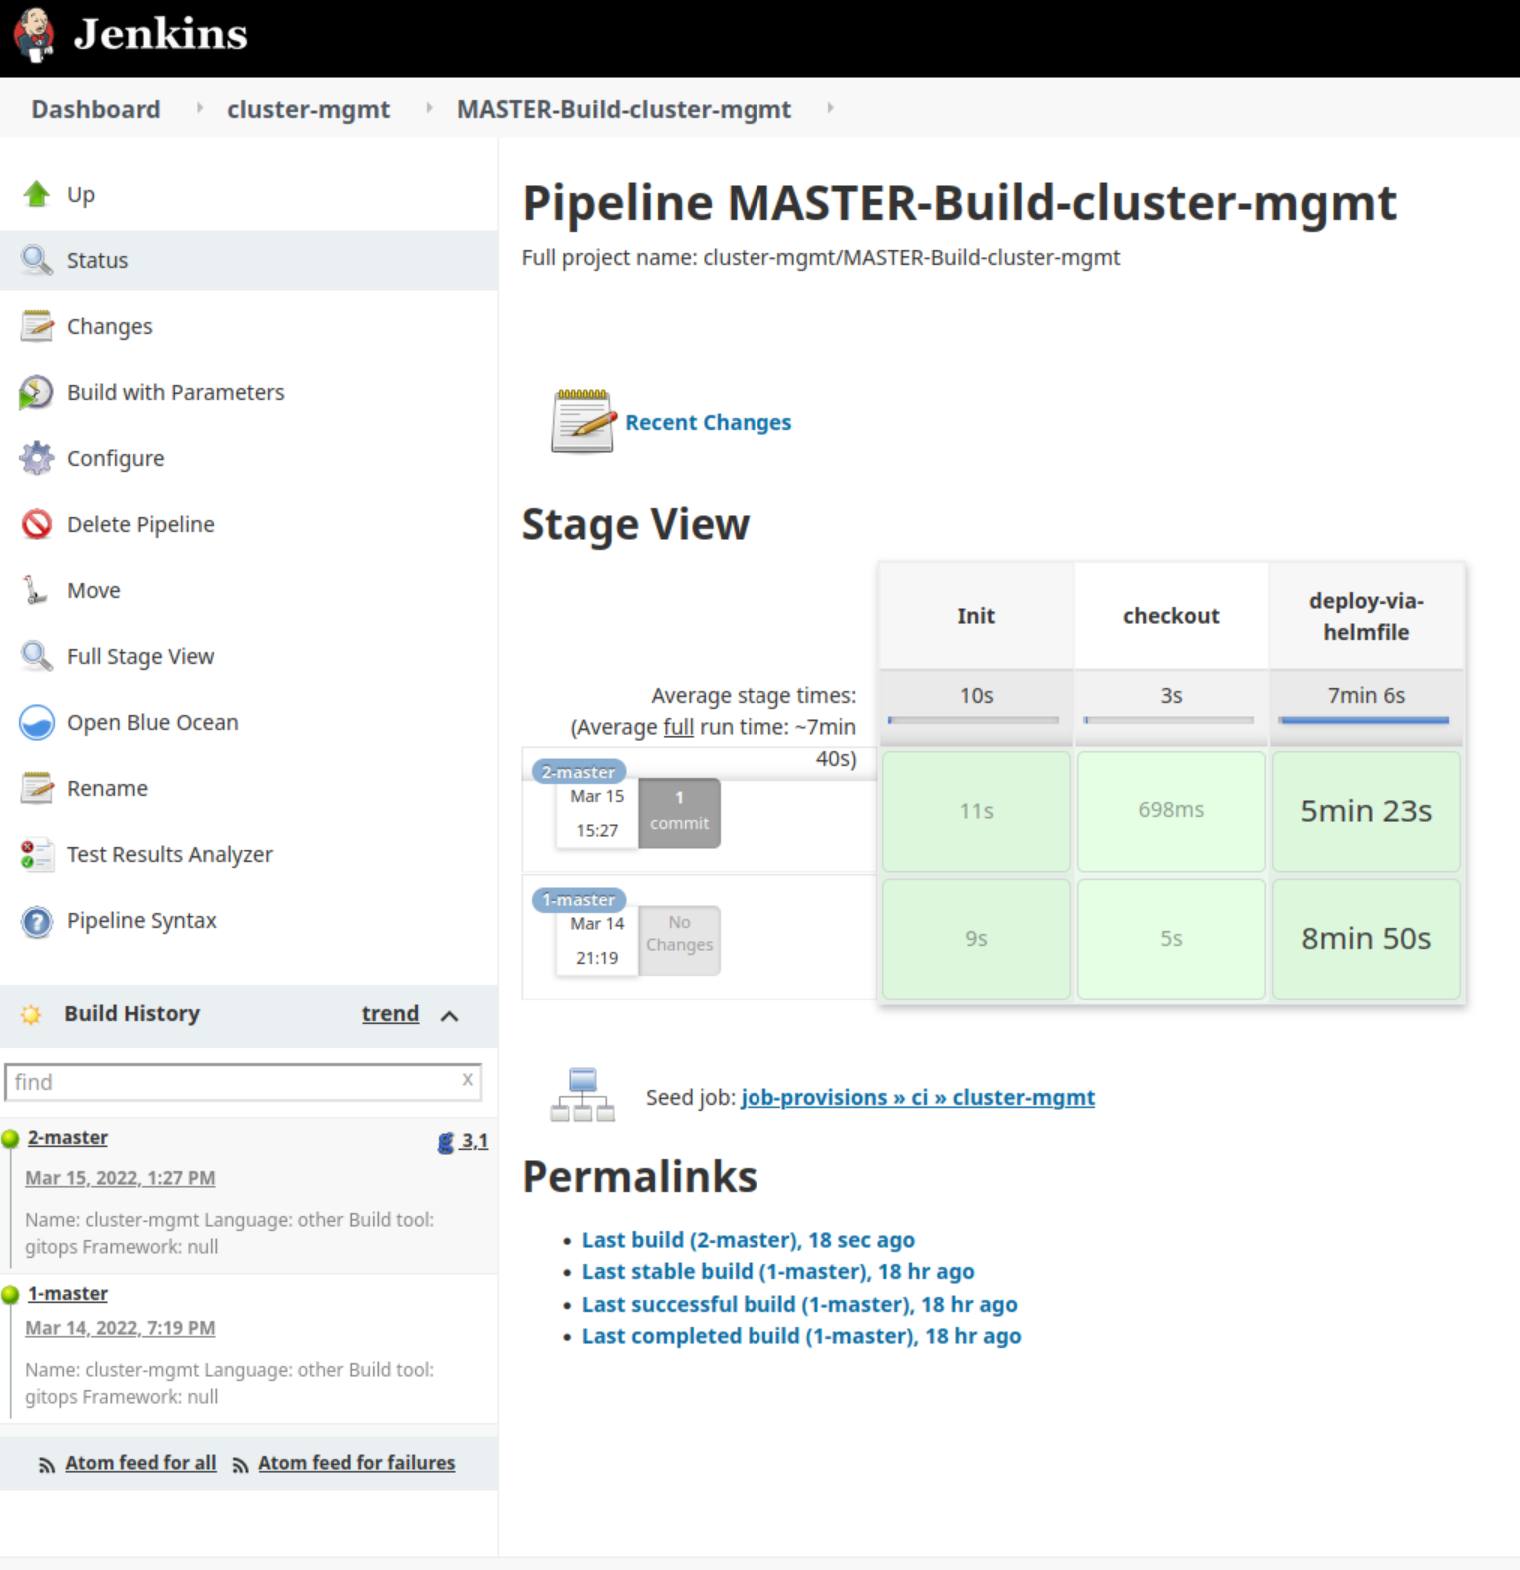 Jenkins
Dashboard
cluster-mgmt
MASTER-Build-cluster-mgmt
Up
Status
Changes
Build with Parameters
Configure
Delete Pipeline
Move
Full Stage View
Open Blue Ocean
Rename
Test Results Analyzer
Pipeline Syntax
Build History
trend
find
x
2-master
3,1
Mar 15, 2022, 1:27 PM
Name: cluster-mgmt Language: other Build tool:
gitops Framework: null
1-master
Mar 14, 2022, 7:19 PM
Name: cluster-mgmt Language: other Build tool:
gitops Framework: null
Atom feed for all
Atom feed for failures
Pipeline MASTER-Build-cluster-mgmt
Full project name: cluster-mgmt/MASTER-Build-cluster-mgmt
Recent Changes
Stage View
Init
checkout
deploy-via-
helmfile
Average stage times:
(Average full run time: ~7min
40s)
10s
3s
7min 6s
2-master
Mar 15
15:27
1
commit
11s
698ms
5min 23s
1-master
Mar 14
21:19
No
Changes
9s
5s
8min 50s
Seed job: job-provisions » ci » cluster-mgmt
Permalinks
• Last build (2-master), 18 sec ago
• Last stable build (1-master), 18 hr ago
• Last successful build (1-master), 18 hr ago
• Last completed build (1-master), 18 hr ago